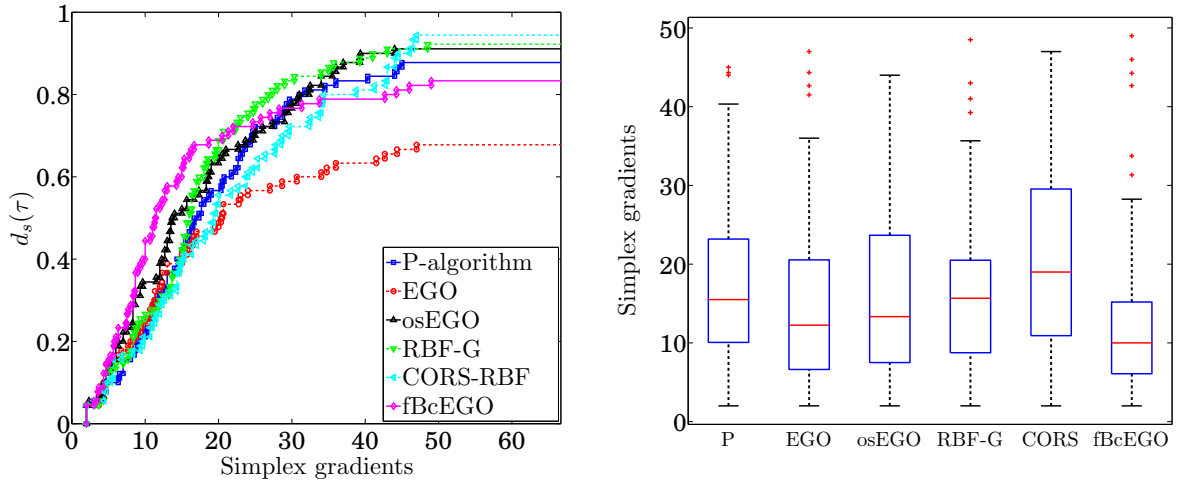 1
0.8
0.6
0.4
0.2
0
d_s(τ)
0 10 20 30 40 50 60
Simplex gradients
P-algorithm
EGO
osEGO
RBF-G
CORS-RBF
fBcEGO
50
40
30
20
10
0
Simplex gradients
P EGO osEGO RBF-G CORS fBcEGO